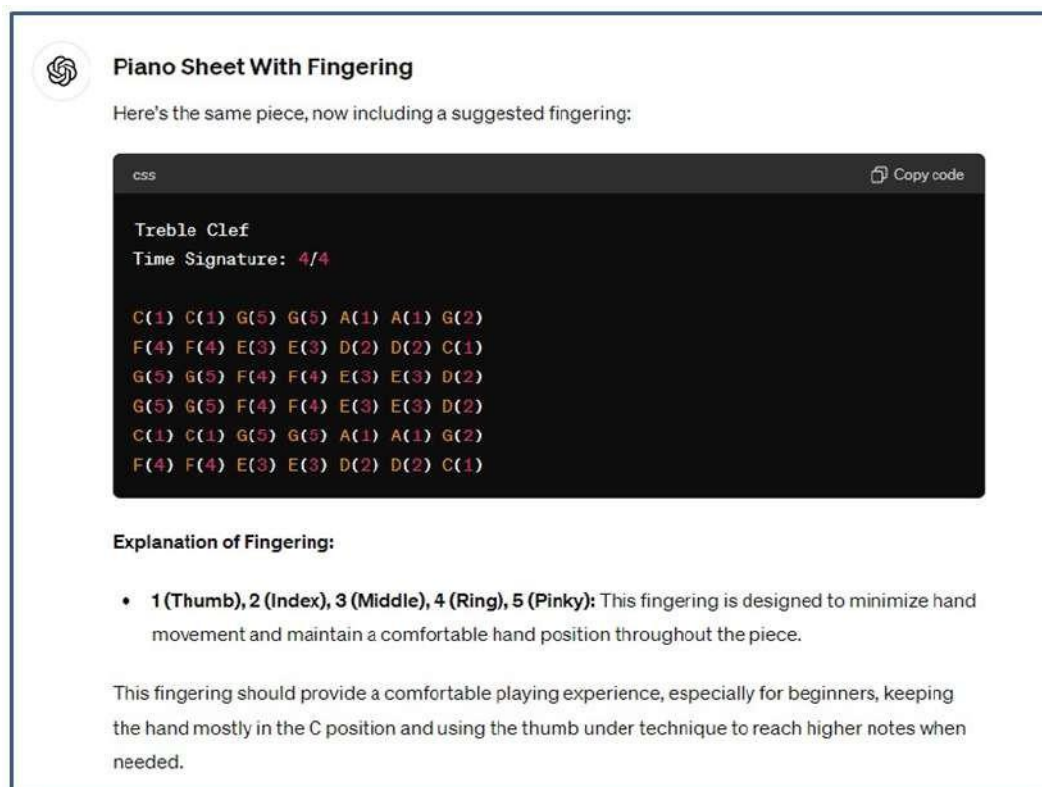 Piano Sheet With Fingering
Here's the same piece, now including a suggested fingering:
css
Copy code
Treble Clef
Time Signature: 4/4
C(1) C(1) G(5) G(5) A(1) A(1) G(2)
F(4) F(4) E(3) E(3) D(2) D(2) C(1)
G(5) G(5) F(4) F(4) E(3) E(3) D(2)
G(5) G(5) F(4) F(4) E(3) E(3) D(2)
C(1) C(1) G(5) G(5) A(1) A(1) G(2)
F(4) F(4) E(3) E(3) D(2) D(2) C(1)
Explanation of Fingering:
• 1 (Thumb), 2 (Index), 3 (Middle), 4 (Ring), 5 (Pinky): This fingering is designed to minimize hand
movement and maintain a comfortable hand position throughout the piece.
This fingering should provide a comfortable playing experience, especially for beginners, keeping
the hand mostly in the C position and using the thumb under technique to reach higher notes when
needed.